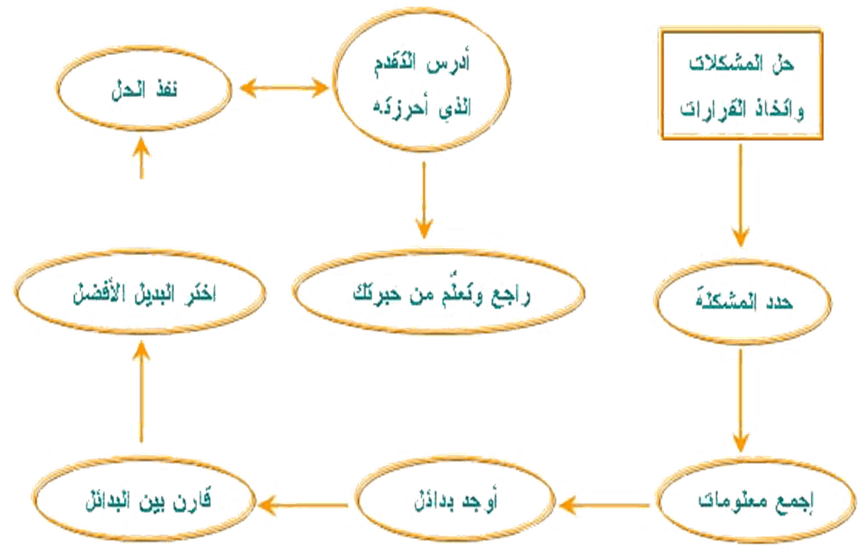 حل المشكلات
واتخاذ القرارات
حدد المشكلة
إجمع معلومات
أوجد بدائل
قارن بين البدائل
اختر البديل الأفضل
نفذ الحل
أدرس التقدم
الذي أحرزته
راجع وتعلّم من خبرتك